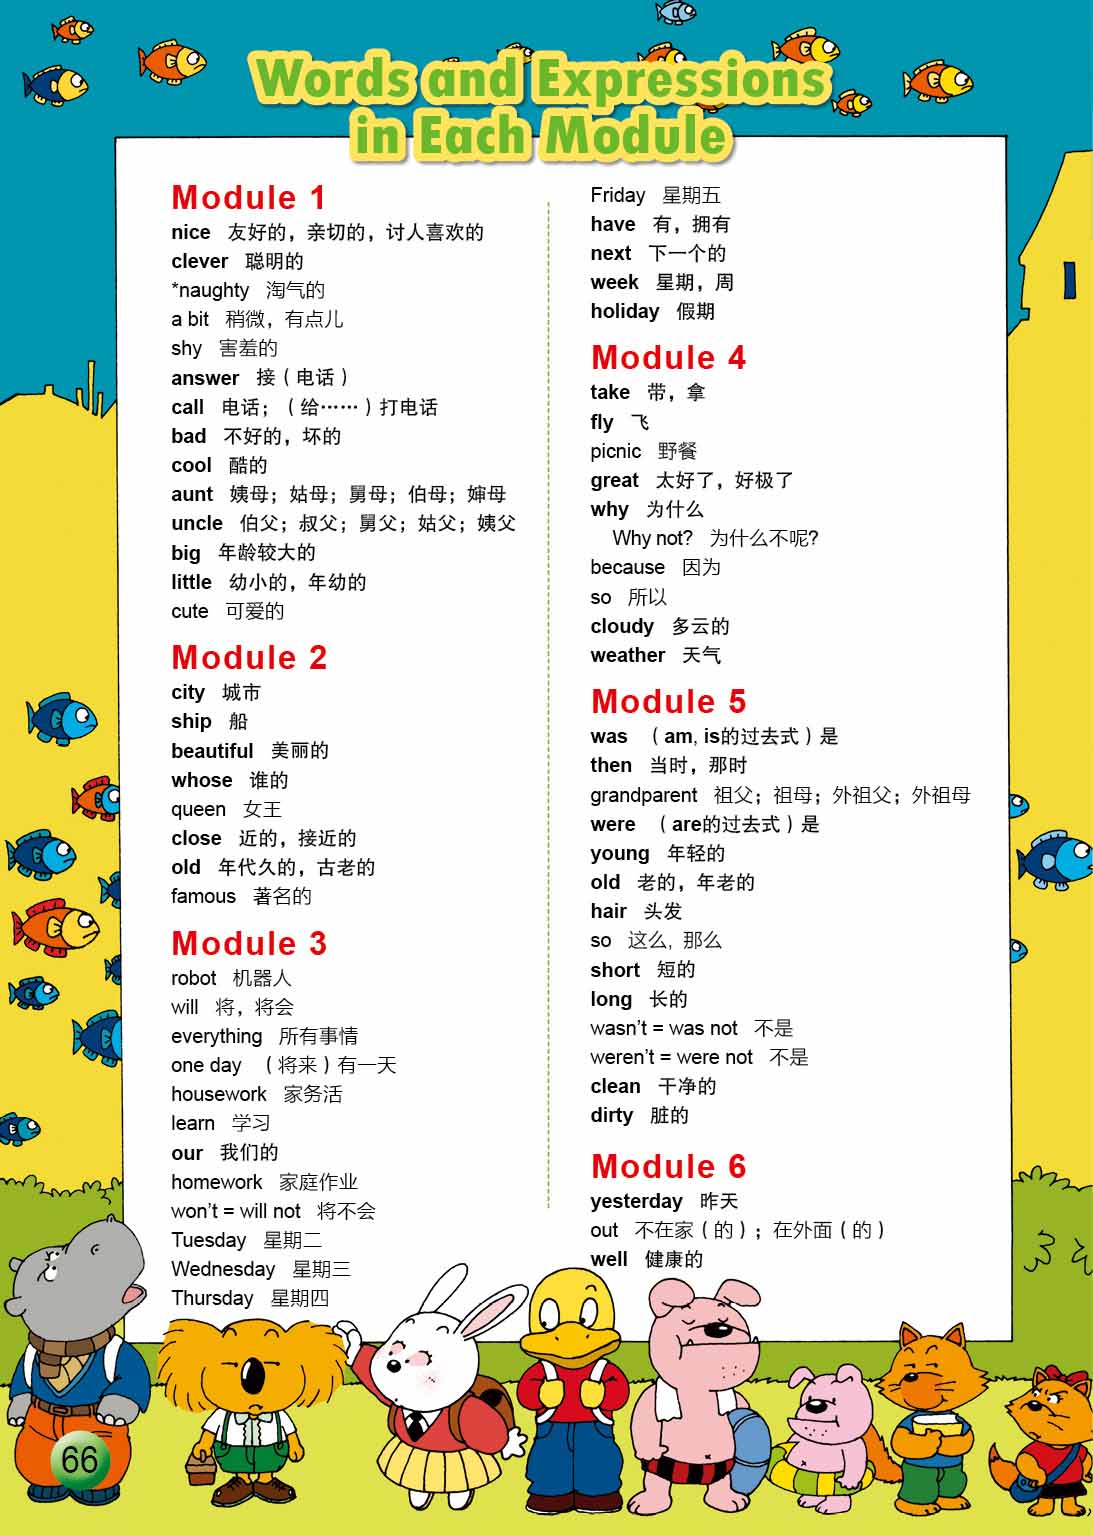 Words and Expressions
in Each Module
Module 1
nice 友好的，亲切的，讨人喜欢的
clever 聪明的
*naughty 淘气的
a bit 稍微，有点儿
shy 害羞的
answer 接（电话）
call 电话；（给……）打电话
bad 不好的，坏的
cool 酷的
aunt 姨母；姑母；舅母；伯母；婶母
uncle 伯父；叔父；舅父；姑父；姨父
big 年龄较大的
little 幼小的，年幼的
cute 可爱的
Module 2
city 城市
ship 船
beautiful 美丽的
whose 谁的
queen 女王
close 近的，接近的
old 年代久的，古老的
famous 著名的
Module 3
robot 机器人
will 将，将会
everything 所有事情
one day （将来）有一天
housework 家务活
learn 学习
our 我们的
homework 家庭作业
won't = will not 将不会
Tuesday 星期二
Wednesday 星期三
Thursday 星期四
Friday 星期五
have 有，拥有
next 下一个的
week 星期，周
holiday 假期
Module 4
take 带，拿
fly 飞
picnic 野餐
great 太好了，好极了
why 为什么
Why not? 为什么不呢?
because 因为
so 所以
cloudy 多云的
weather 天气
Module 5
was （am, is的过去式）是
then 当时，那时
grandparent 祖父；祖母；外祖父；外祖母
were （are的过去式）是
young 年轻的
old 老的，年老的
hair 头发
so 这么, 那么
short 短的
long 长的
wasn't = was not 不是
weren't = were not 不是
clean 干净的
dirty 脏的
Module 6
yesterday 昨天
out 不在家（的）；在外面（的）
well 健康的
66